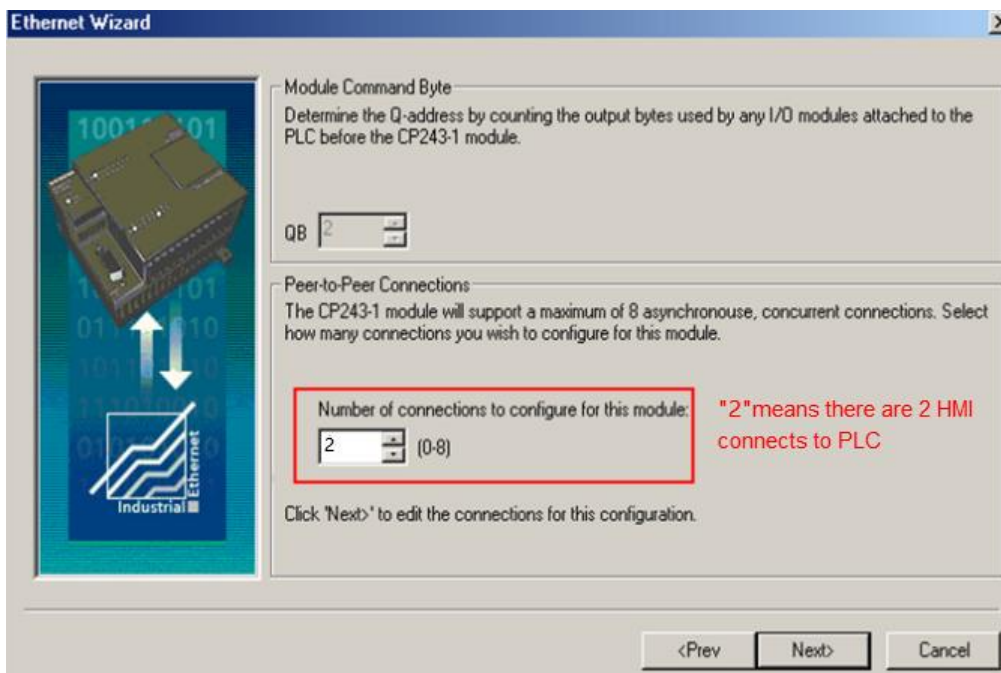 Ethernet Wizard
Module Command Byte
Determine the Q-address by counting the output bytes used by any I/O modules attached to the
PLC before the CP243-1 module.
QB 2
Peer-to-Peer Connections
The CP243-1 module will support a maximum of 8 asynchronouse, concurrent connections. Select
how many connections you wish to configure for this module.
Number of connections to configure for this module:
2 (0-8)
"2"means there are 2 HMI
connects to PLC
Click 'Next>' to edit the connections for this configuration.
Industrial
Ethernet
<Prev
Next>
Cancel